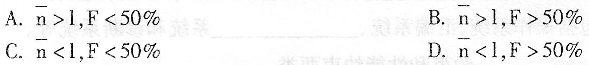 A. n̅>1,F<50% B. n̅>1,F>50%
C. n̅<1,F<50% D. n̅<1,F>50%